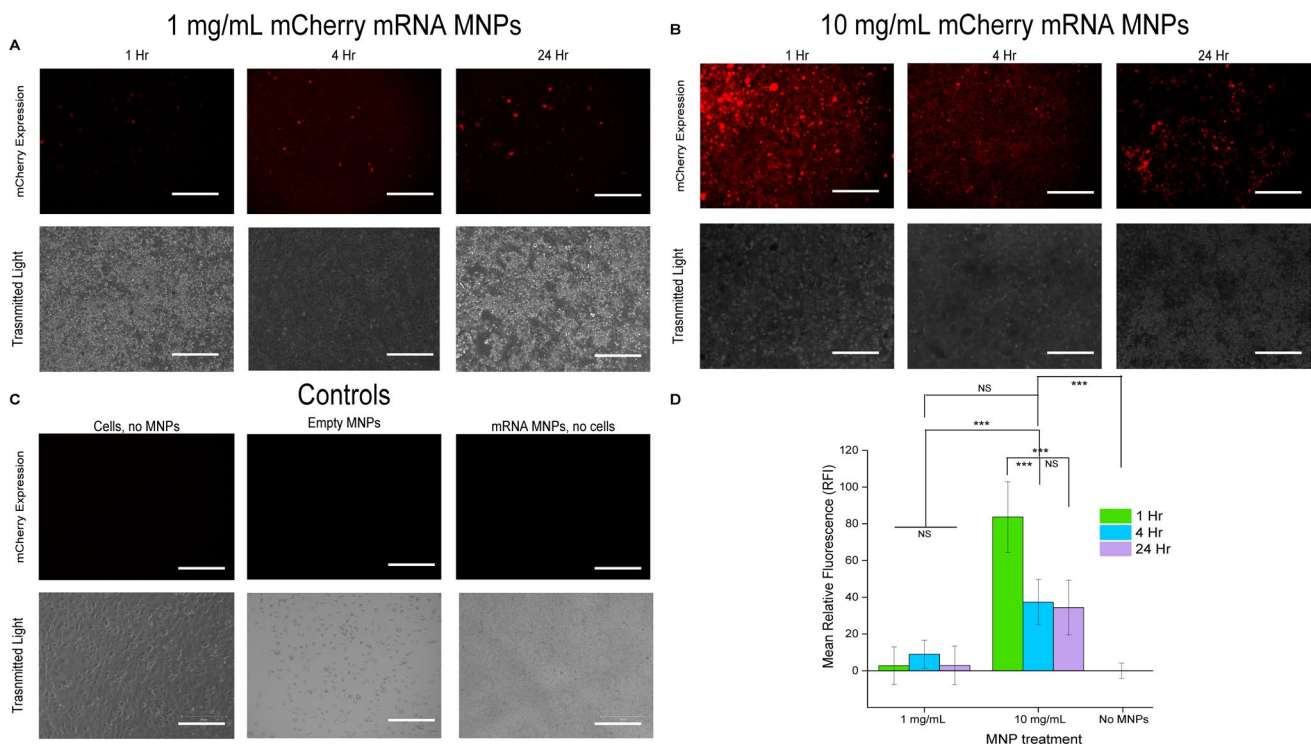 1 mg/mL mCherry mRNA MNPs
A
1 Hr
4 Hr
24 Hr
mCherry Expression
Trasnmitted Light
10 mg/mL mCherry mRNA MNPs
B
1 Hr
4 Hr
24 Hr
mCherry Expression
Trasnmitted Light
C
Controls
Cells, no MNPs
Empty MNPs
mRNA MNPs, no cells
mCherry Expression
Trasnmitted Light
D
NS
***
***
***
***
NS
NS
120
100
80
60
40
20
0
Mean Relative Fluorescence (RFI)
1 Hr
4 Hr
24 Hr
1 mg/mL
10 mg/mL
No MNPs
MNP treatment